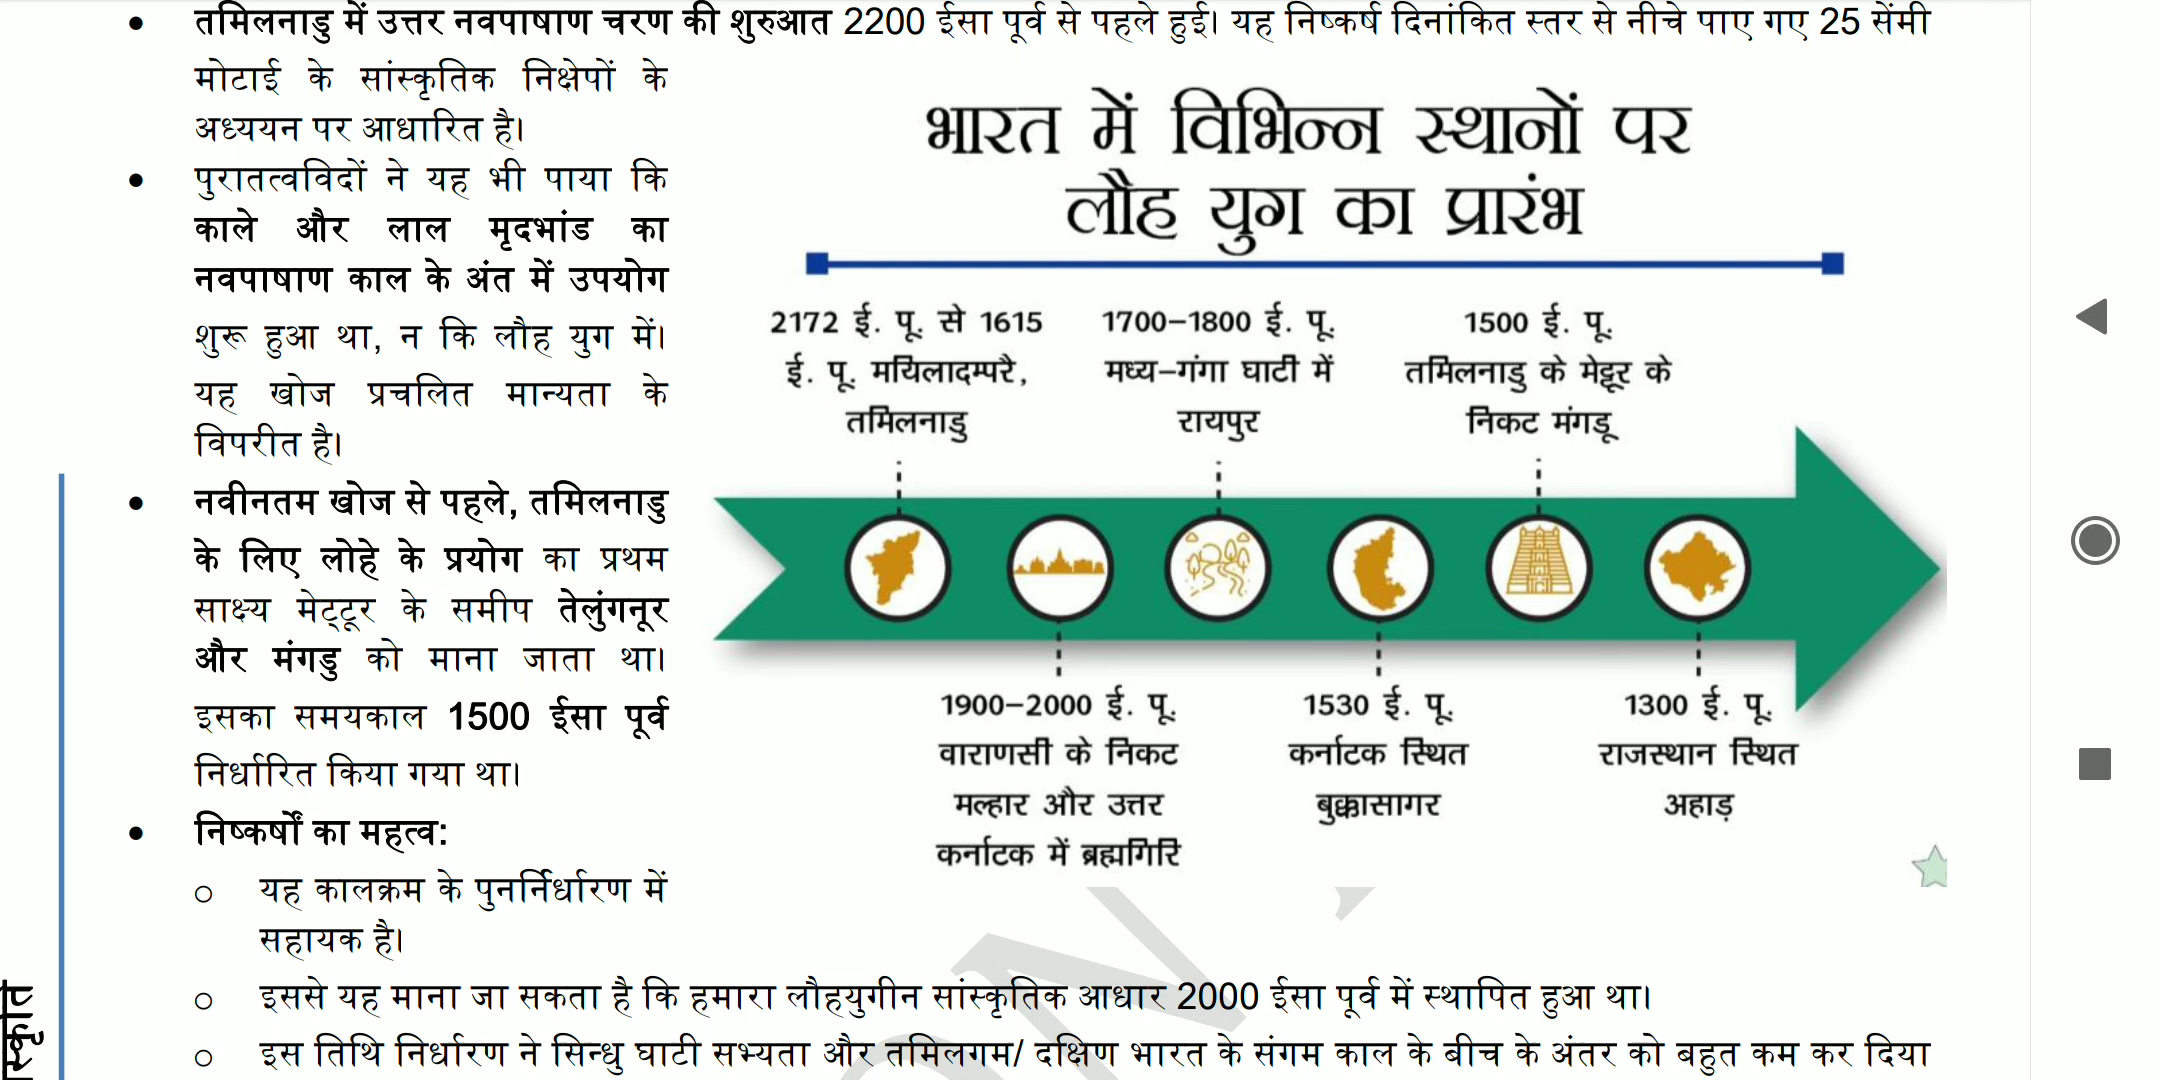 • तमिलनाडु में उत्तर नवपाषाण चरण की शुरुआत 2200 ईसा पूर्व से पहले हुई। यह निष्कर्ष दिनांकित स्तर से नीचे पाए गए 25 सेंमी
मोटाई के सांस्कृतिक निक्षेपों के
अध्ययन पर आधारित है।
• पुरातत्वविदों ने यह भी पाया कि
काले और लाल मृदभांड का
नवपाषाण काल के अंत में उपयोग
शुरू हुआ था, न कि लौह युग में।
यह खोज प्रचलित मान्यता के
विपरीत है।
• नवीनतम खोज से पहले, तमिलनाडु
के लिए लोहे के प्रयोग का प्रथम
साक्ष्य मेट्टूर के समीप तेलुंगनूर
और मंगडु को माना जाता था।
इसका समयकाल 1500 ईसा पूर्व
निर्धारित किया गया था।
• निष्कर्षों का महत्व:
o यह कालक्रम के पुनर्निर्धारण में
सहायक है।
भारत में विभिन्न स्थानों पर
लौह युग का प्रारंभ
2172 ई. पू. से 1615
ई. पू. मयिलादम्परै,
तमिलनाडु
1700–1800 ई. पू.
मध्य–गंगा घाटी में
रायपुर
1500 ई. पू.
तमिलनाडु के मेट्टूर के
निकट मंगडू
1900–2000 ई. पू.
वाराणसी के निकट
मल्हार और उत्तर
कर्नाटक में ब्रह्मगिरि
1530 ई. पू.
कर्नाटक स्थित
बुक्कासागर
1300 ई. पू.
राजस्थान स्थित
अहाड़
o इससे यह माना जा सकता है कि हमारा लौहयुगीन सांस्कृतिक आधार 2000 ईसा पूर्व में स्थापित हुआ था।
o इस तिथि निर्धारण ने सिन्धु घाटी सभ्यता और तमिलगम/ दक्षिण भारत के संगम काल के बीच के अंतर को बहुत कम कर दिया